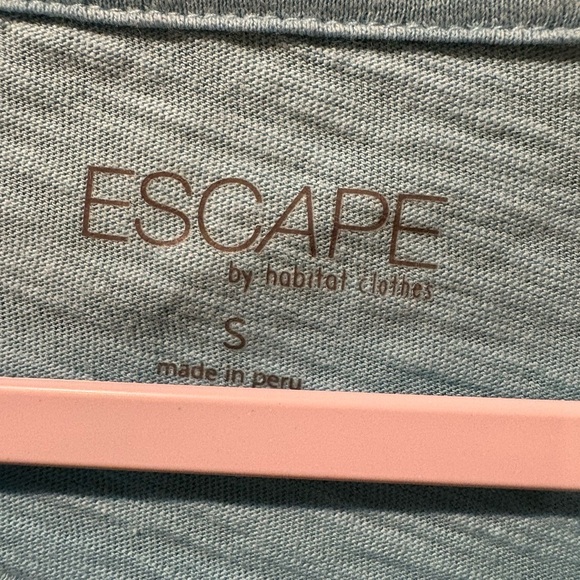 ESCAPE
by habitat clothes
S
made in peru